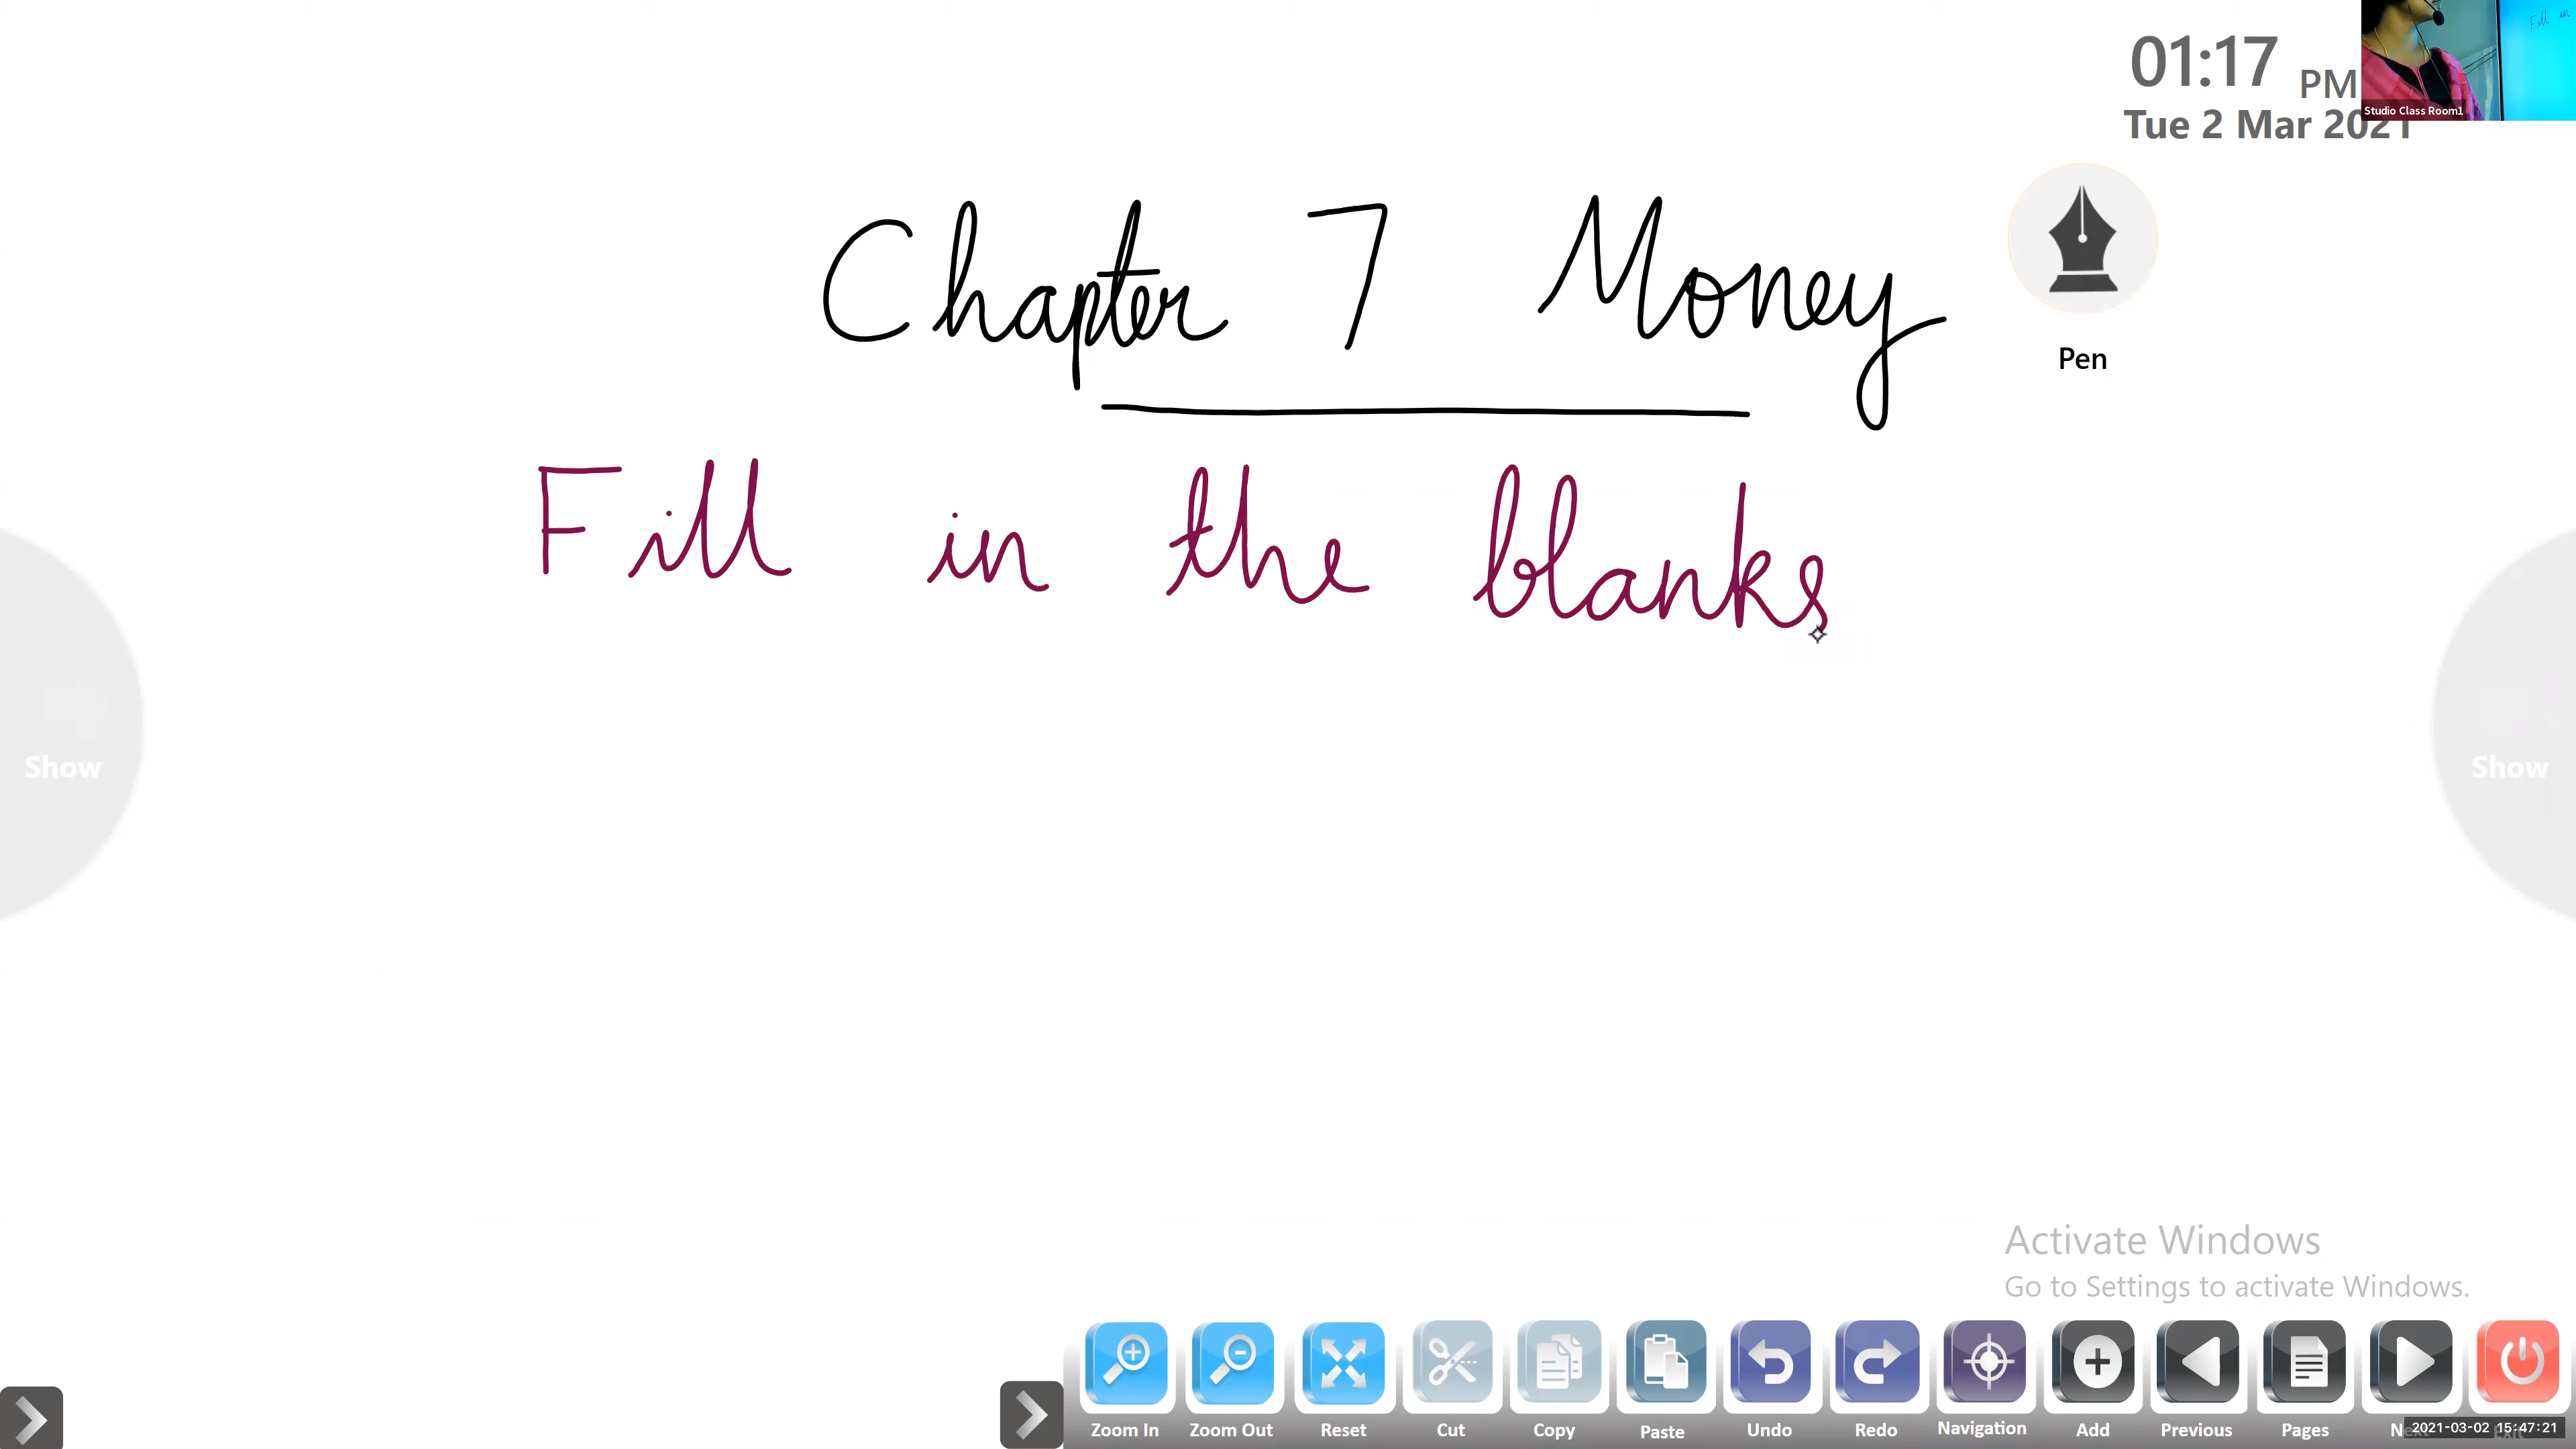 01:17 PM
Tue 2 Mar 2021
Fill in
Studio Class Room1
Chapter 7 Money
Pen
Fill in the blanks
Show
Show
Activate Windows
Go to Settings to activate Windows.
Zoom In Zoom Out Reset Cut Copy Paste Undo Redo Navigation Add Previous Pages
2021-03-02 15:47:21